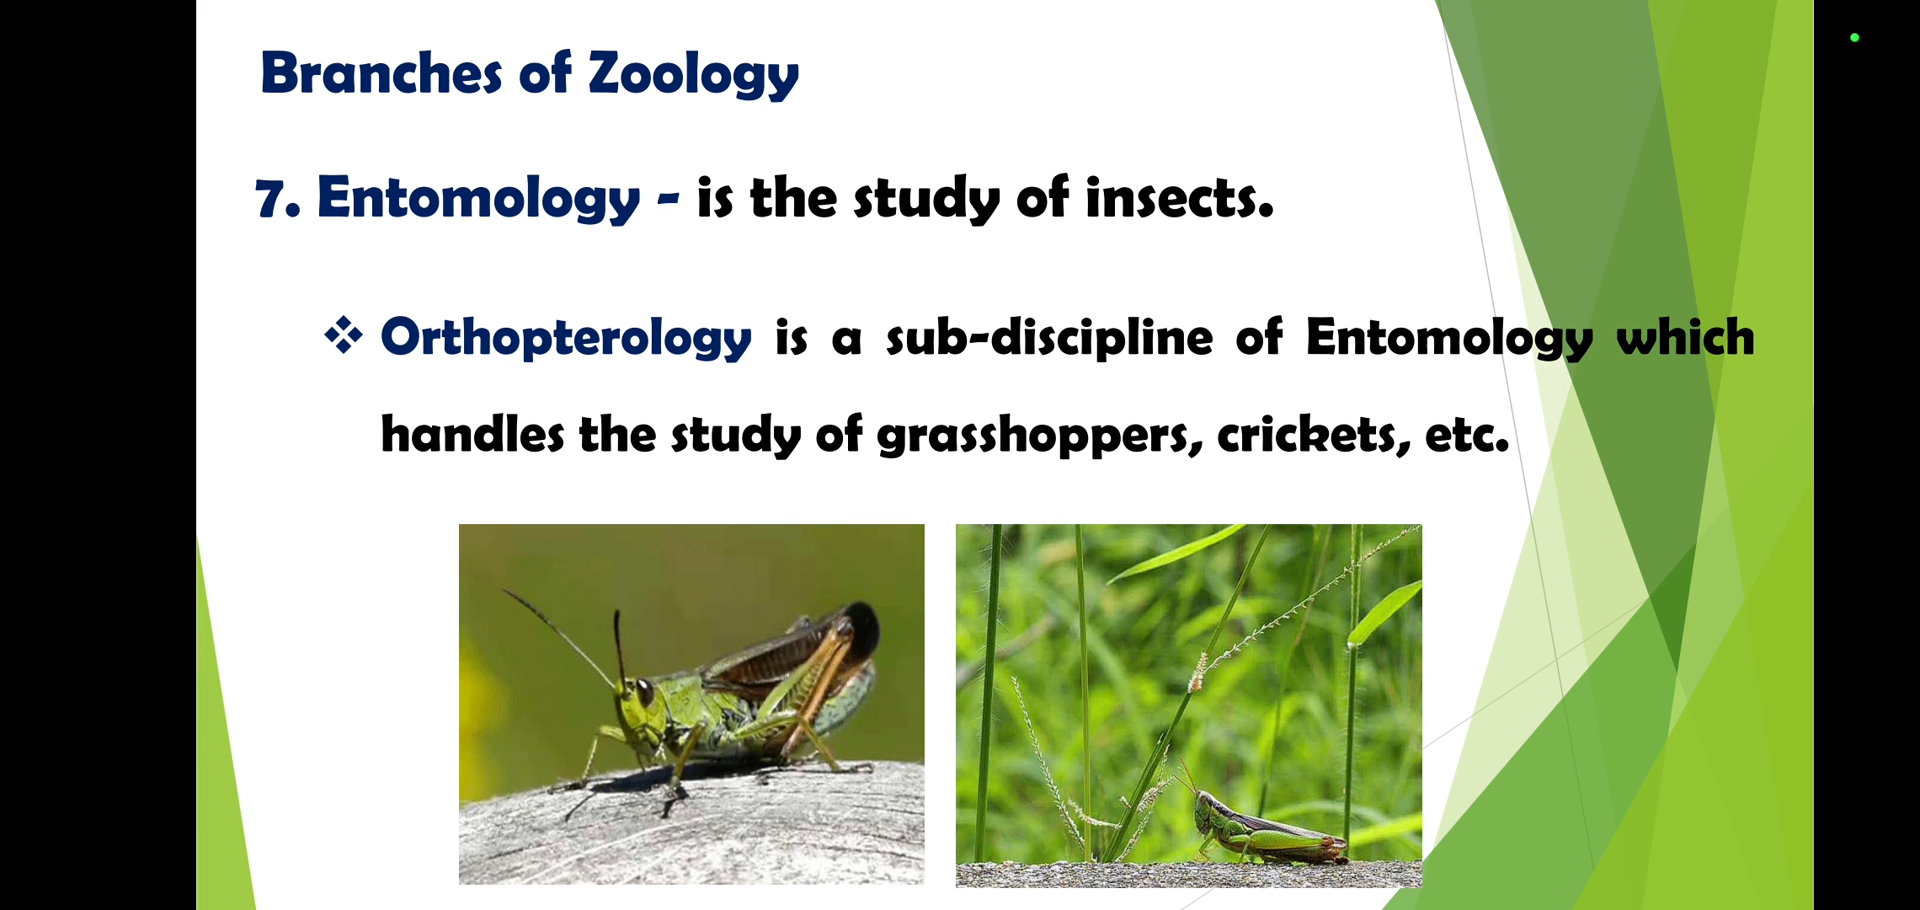 Branches of Zoology
7. Entomology - is the study of insects.
❖ Orthopterology is a sub-discipline of Entomology which
handles the study of grasshoppers, crickets, etc.